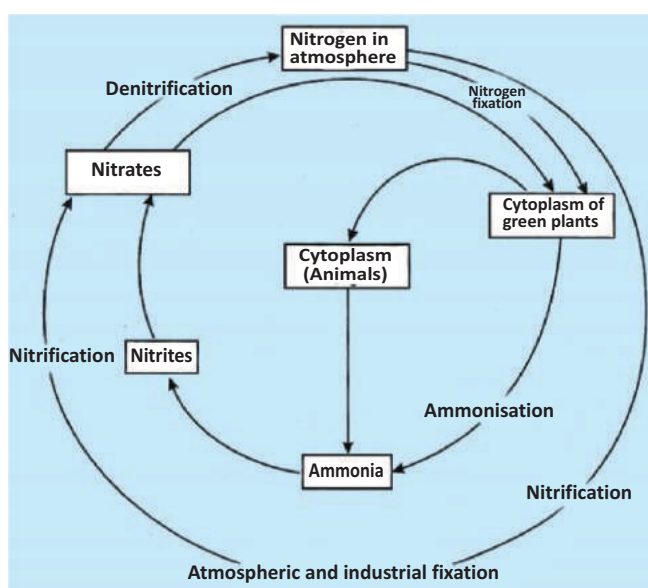 Nitrogen in
atmosphere
Denitrification
Nitrogen
fixation
Nitrates
Cytoplasm of
green plants
Cytoplasm
(Animals)
Nitrification
Nitrites
Ammonisation
Ammonia
Nitrification
Atmospheric and industrial fixation